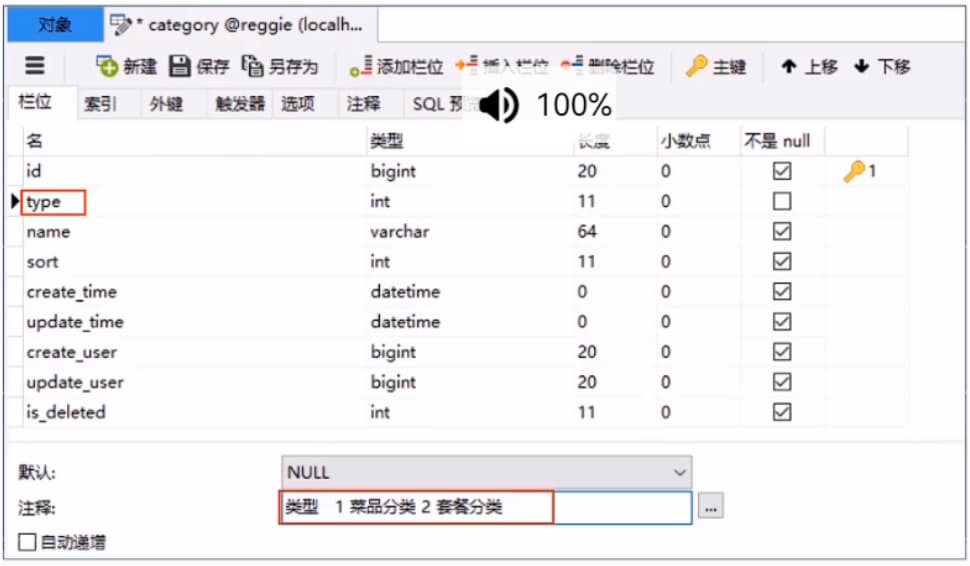 对象 * category @reggie (localh...
新建 保存 另存为 添加栏位 插入栏位 删除栏位 主键 上移 下移
栏位 索引 外键 触发器 选项 注释 SQL 预览 100%
名 类型 长度 小数点 不是 null
id bigint 20 0 1
type int 11 0
name varchar 64 0
sort int 11 0
create_time datetime 0 0
update_time datetime 0 0
create_user bigint 20 0
update_user bigint 20 0
is_deleted int 11 0
默认: NULL
注释: 类型 1 菜品分类 2 套餐分类 ...
自动递增